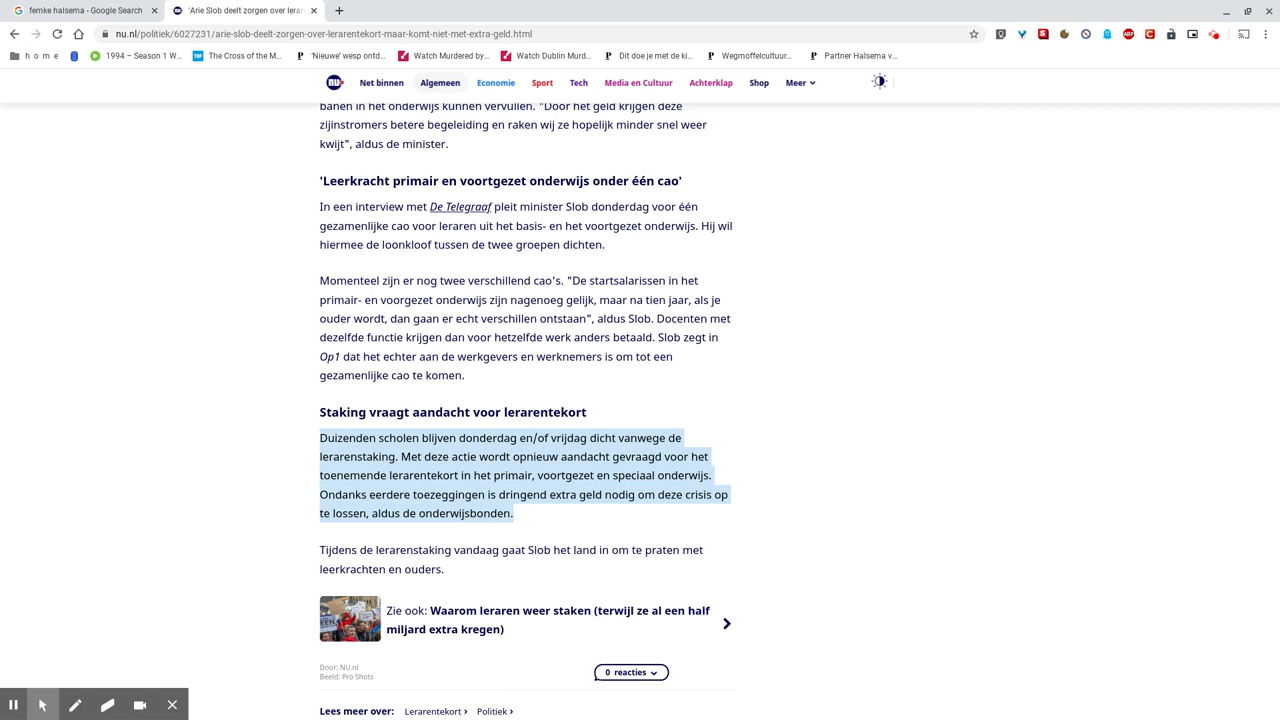 femke halsema - Google Search
'Arie Slob deelt zorgen over lerar
nu.nl/politiek/6027231/arie-slob-deelt-zorgen-over-lerarentekort-maar-komt-niet-met-extra-geld.html
h o m e
1994 – Season 1 W...
The Cross of the M...
'Nieuwe' wesp ontd...
Watch Murdered by...
Watch Dublin Murd...
Dit doe je met de ki...
Wegmoffelcultuur...
Partner Halsema v...
NU
Net binnen
Algemeen
Economie
Sport
Tech
Media en Cultuur
Achterklap
Shop
Meer
banen in het onderwijs kunnen vervullen. "Door het geld krijgen deze
zijinstromers betere begeleiding en raken wij ze hopelijk minder snel weer
kwijt", aldus de minister.
'Leerkracht primair en voortgezet onderwijs onder één cao'
In een interview met De Telegraaf pleit minister Slob donderdag voor één
gezamenlijke cao voor leraren uit het basis- en het voortgezet onderwijs. Hij wil
hiermee de loonkloof tussen de twee groepen dichten.
Momenteel zijn er nog twee verschillend cao's. "De startsalarissen in het
primair- en voorgezet onderwijs zijn nagenoeg gelijk, maar na tien jaar, als je
ouder wordt, dan gaan er echt verschillen ontstaan", aldus Slob. Docenten met
dezelfde functie krijgen dan voor hetzelfde werk anders betaald. Slob zegt in
Op1 dat het echter aan de werkgevers en werknemers is om tot een
gezamenlijke cao te komen.
Staking vraagt aandacht voor lerarentekort
Duizenden scholen blijven donderdag en/of vrijdag dicht vanwege de
lerarenstaking. Met deze actie wordt opnieuw aandacht gevraagd voor het
toenemende lerarentekort in het primair, voortgezet en speciaal onderwijs.
Ondanks eerdere toezeggingen is dringend extra geld nodig om deze crisis op
te lossen, aldus de onderwijsbonden.
Tijdens de lerarenstaking vandaag gaat Slob het land in om te praten met
leerkrachten en ouders.
Zie ook: Waarom leraren weer staken (terwijl ze al een half
miljard extra kregen)
Door: NU.nl
Beeld: Pro Shots
0 reacties
Lees meer over: Lerarentekort › Politiek ›